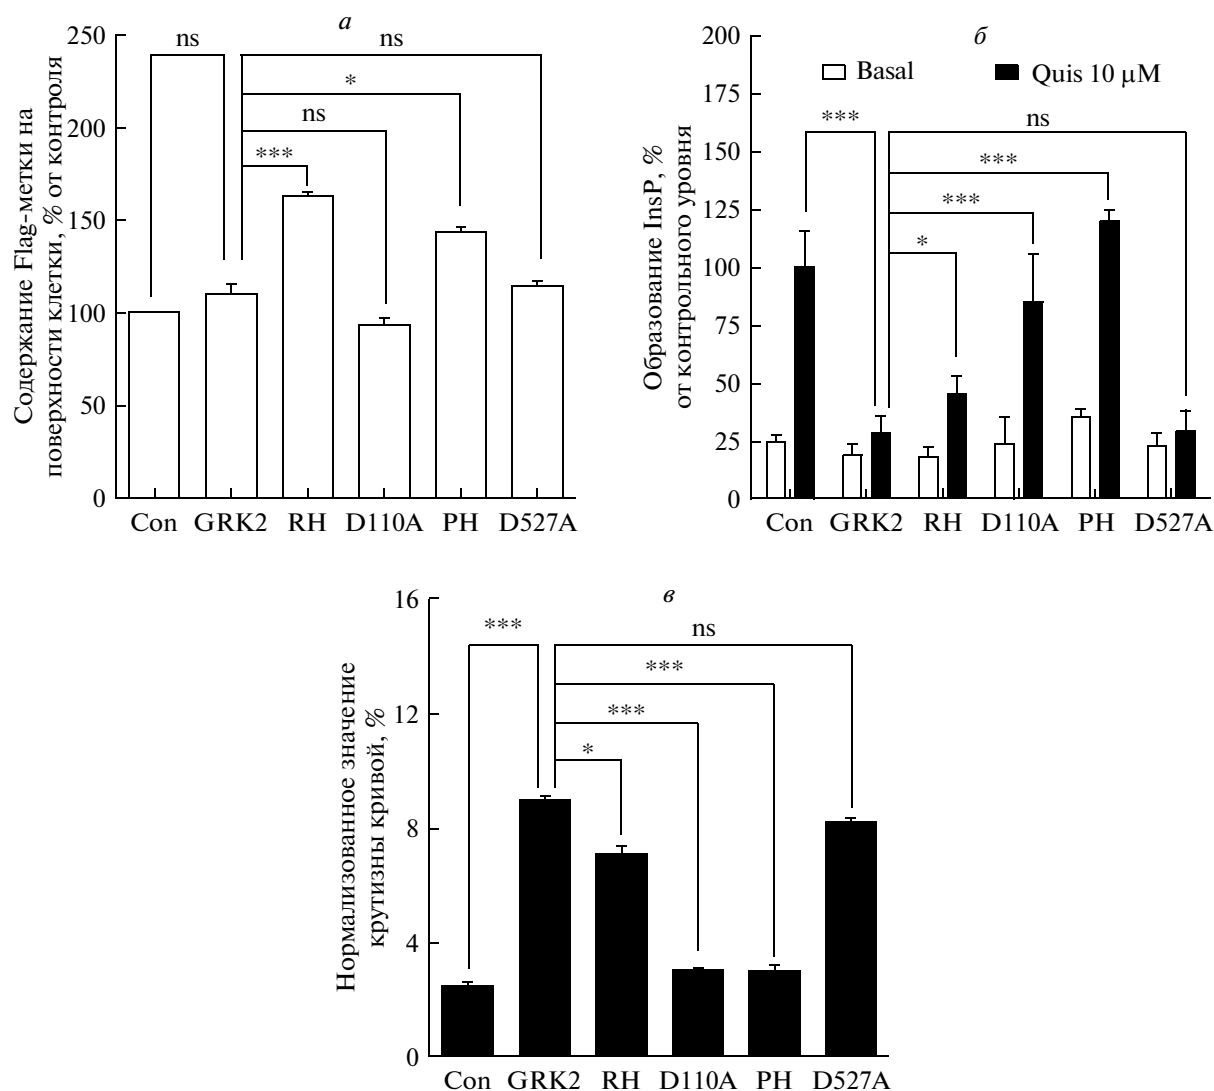 а
Содержание Flag-метки на
поверхности клетки, % от контроля
250
200
150
100
50
0
ns
ns
*
ns
***
Con GRK2 RH D110A PH D527A
б
Образование InsP, %
от контрольного уровня
200
175
150
125
100
75
50
25
0
Basal Quis 10 μM
***
ns
***
***
*
Con GRK2 RH D110A PH D527A
в
Нормализованное значение
крутизны кривой, %
16
12
8
4
0
***
ns
***
***
*
Con GRK2 RH D110A PH D527A